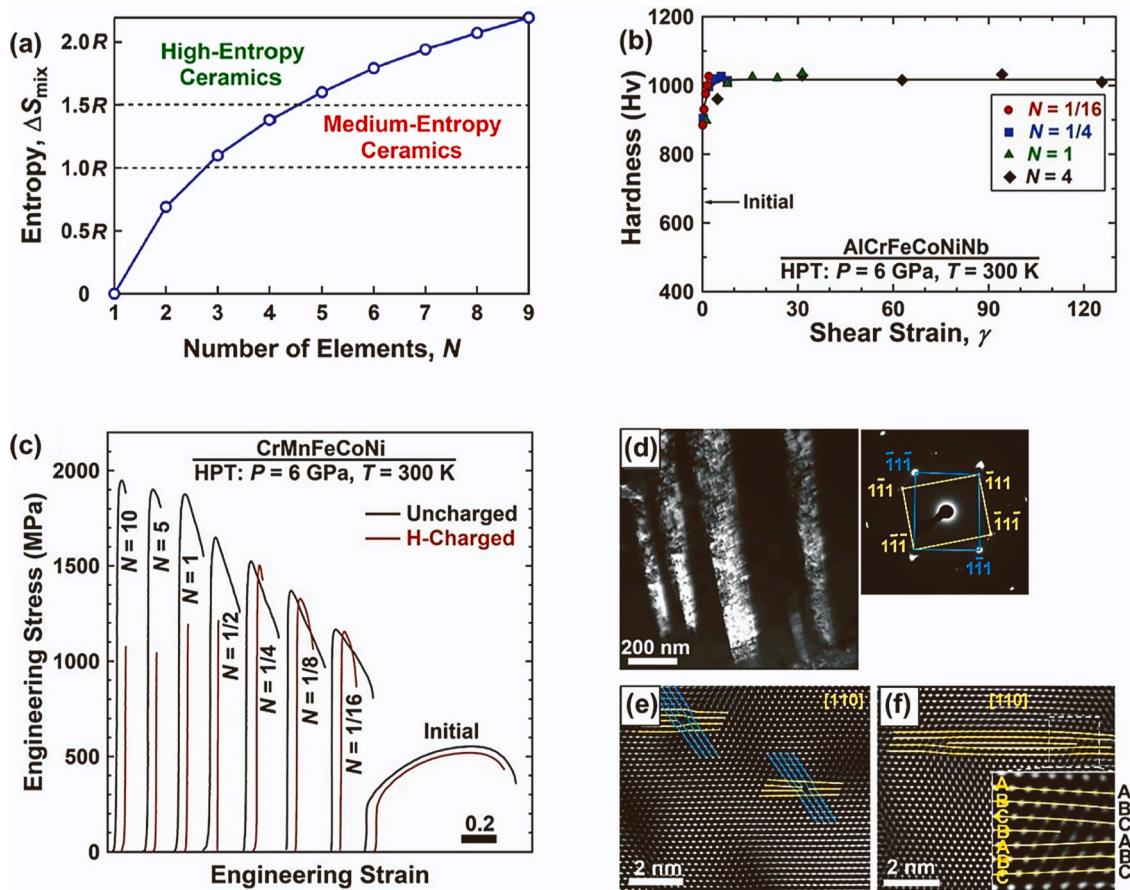 (a)
2.0R
1.5R
1.0R
0.5R
0
Entropy, ΔS_mix
High-Entropy
Ceramics
Medium-Entropy
Ceramics
1 2 3 4 5 6 7 8 9
Number of Elements, N
(b)
1200
1000
800
600
400
Hardness (Hv)
N = 1/16
N = 1/4
N = 1
N = 4
Initial
AlCrFeCoNiNb
HPT: P = 6 GPa, T = 300 K
0 30 60 90 120
Shear Strain, γ
(c)
CrMnFeCoNi
HPT: P = 6 GPa, T = 300 K
2000
1500
1000
500
0
Engineering Stress (MPa)
Uncharged
H-Charged
N = 10
N = 5
N = 1
N = 1/2
N = 1/4
N = 1/8
N = 1/16
Initial
0.2
Engineering Strain
(d)
200 nm
1̄11̄
1̄11
11̄1
1̄1̄1̄
11̄1̄
11̄1
(e)
[110]
2 nm
(f)
[110]
2 nm
A
B
C
B
A
B
C
A
B
C
A
B
C